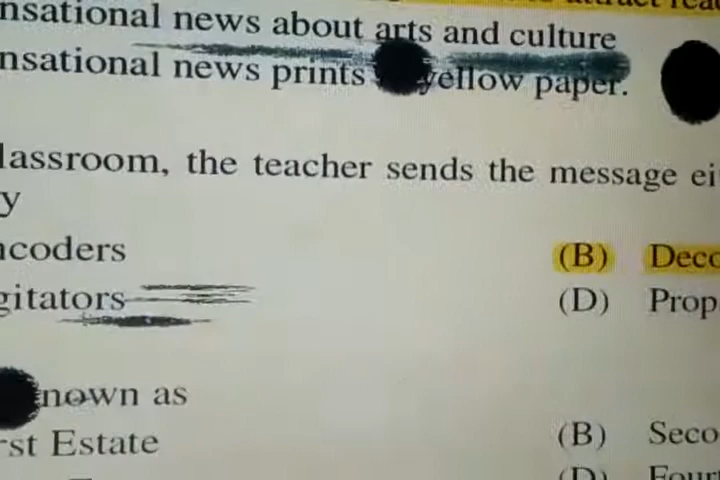 nsational news about arts and culture
nsational news prints yellow paper.
lassroom, the teacher sends the message ei
y
ncoders
(B) Deco
gitators
(D) Prop
nown as
rst Estate
(B) Seco
(D) Fourt